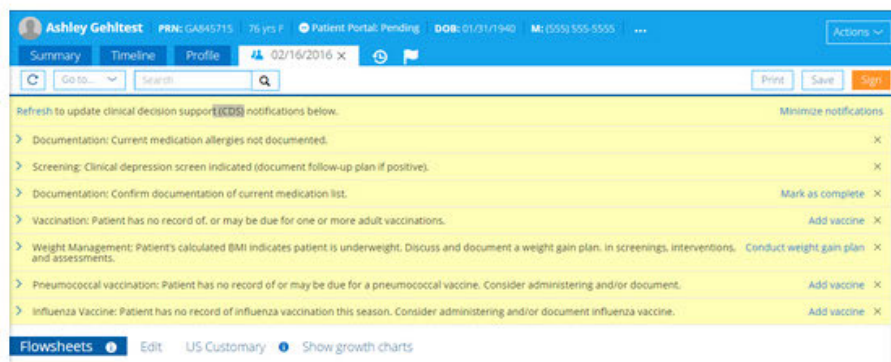 Ashley Gehltest PRN: GA845715 76 yrs F Patient Portal: Pending DOB: 01/31/1940 M: (555) 555-5555 ...
Actions
Summary Timeline Profile 02/16/2016 ×
Go to... Search Print Save Sign
Refresh to update clinical decision support (CDS) notifications below. Minimize notifications
Documentation: Current medication allergies not documented. ×
Screening: Clinical depression screen indicated (document follow-up plan if positive). ×
Documentation: Confirm documentation of current medication list. Mark as complete ×
Vaccination: Patient has no record of, or may be due for one or more adult vaccinations. Add vaccine ×
Weight Management: Patient's calculated BMI indicates patient is underweight. Discuss and document a weight gain plan. in screenings, interventions, Conduct weight gain plan ×
and assessments.
Pneumococcal vaccination: Patient has no record of or may be due for a pneumococcal vaccine. Consider administering and/or document. Add vaccine ×
Influenza Vaccine: Patient has no record of influenza vaccination this season. Consider administering and/or document influenza vaccine. Add vaccine ×
Flowsheets Edit US Customary Show growth charts